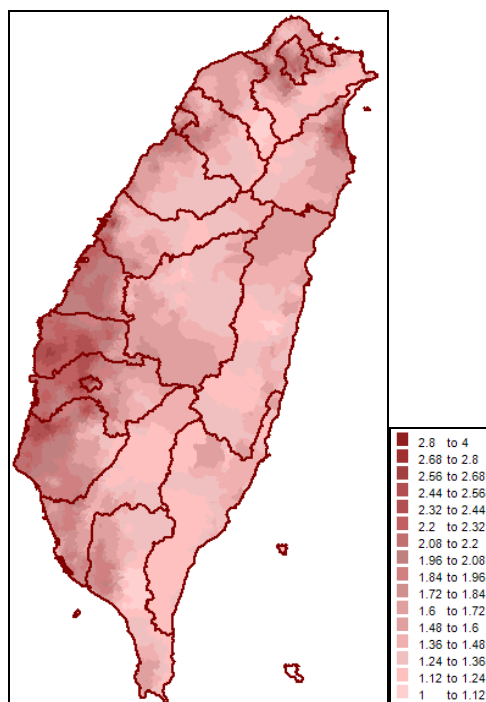 2.8 to 4
2.68 to 2.8
2.56 to 2.68
2.44 to 2.56
2.32 to 2.44
2.2 to 2.32
2.08 to 2.2
1.96 to 2.08
1.84 to 1.96
1.72 to 1.84
1.6 to 1.72
1.48 to 1.6
1.36 to 1.48
1.24 to 1.36
1.12 to 1.24
1 to 1.12